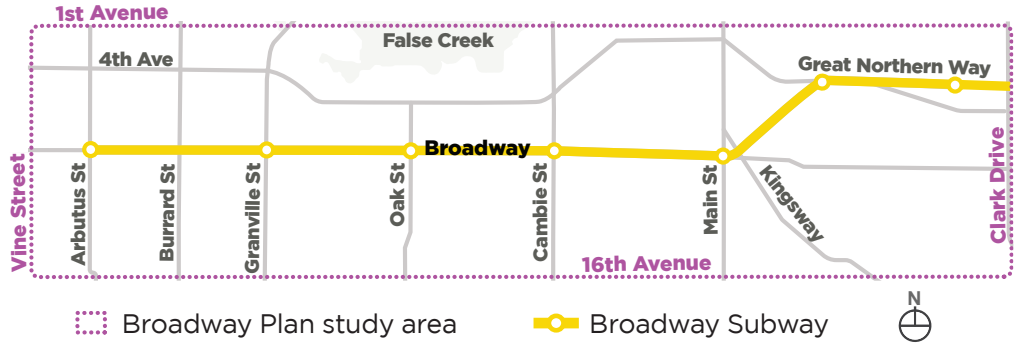 1st Avenue
False Creek
4th Ave
Great Northern Way
Broadway
Vine Street
Arbutus St
Burrard St
Granville St
Oak St
Cambie St
Main St
Kingsway
Clark Drive
16th Avenue
Broadway Plan study area
Broadway Subway
N